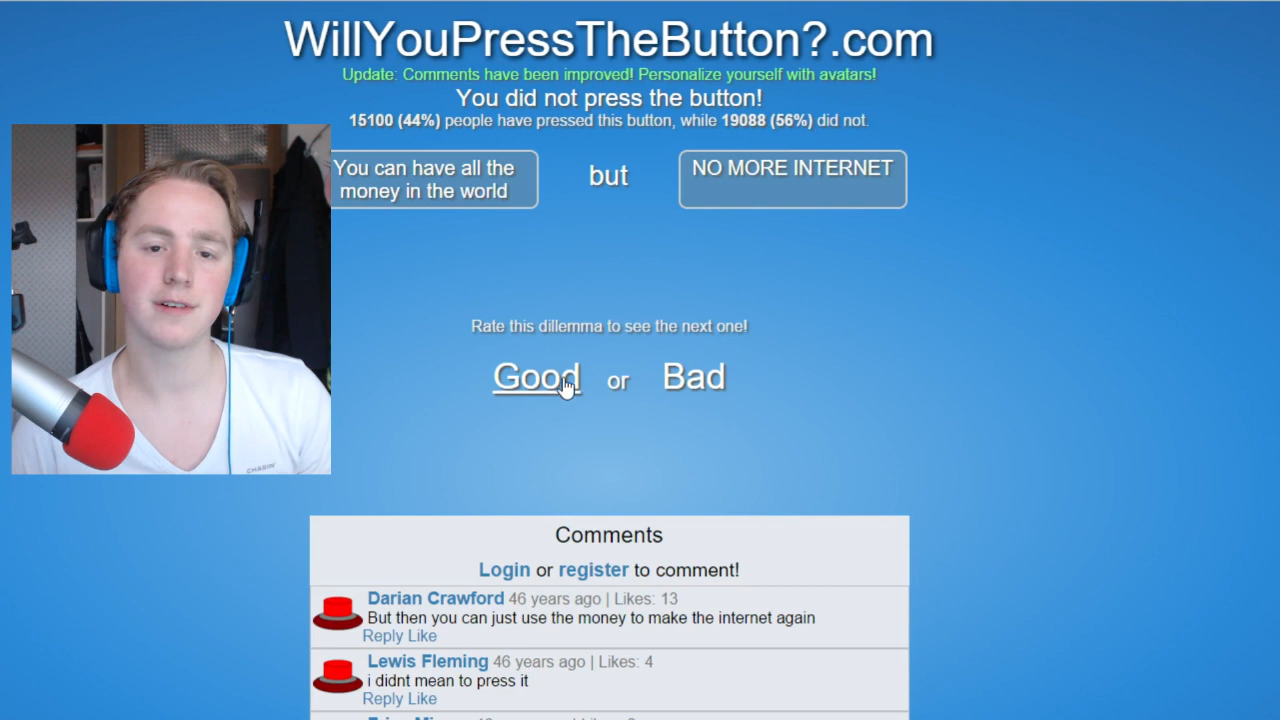 WillYouPressTheButton?.com
Update: Comments have been improved! Personalize yourself with avatars!
You did not press the button!
15100 (44%) people have pressed this button, while 19088 (56%) did not.
You can have all the
money in the world
but
NO MORE INTERNET
Rate this dillemma to see the next one!
Good or Bad
CHASIN'
Comments
Login or register to comment!
Darian Crawford 46 years ago | Likes: 13
But then you can just use the money to make the internet again
Reply Like
Lewis Fleming 46 years ago | Likes: 4
i didnt mean to press it
Reply Like